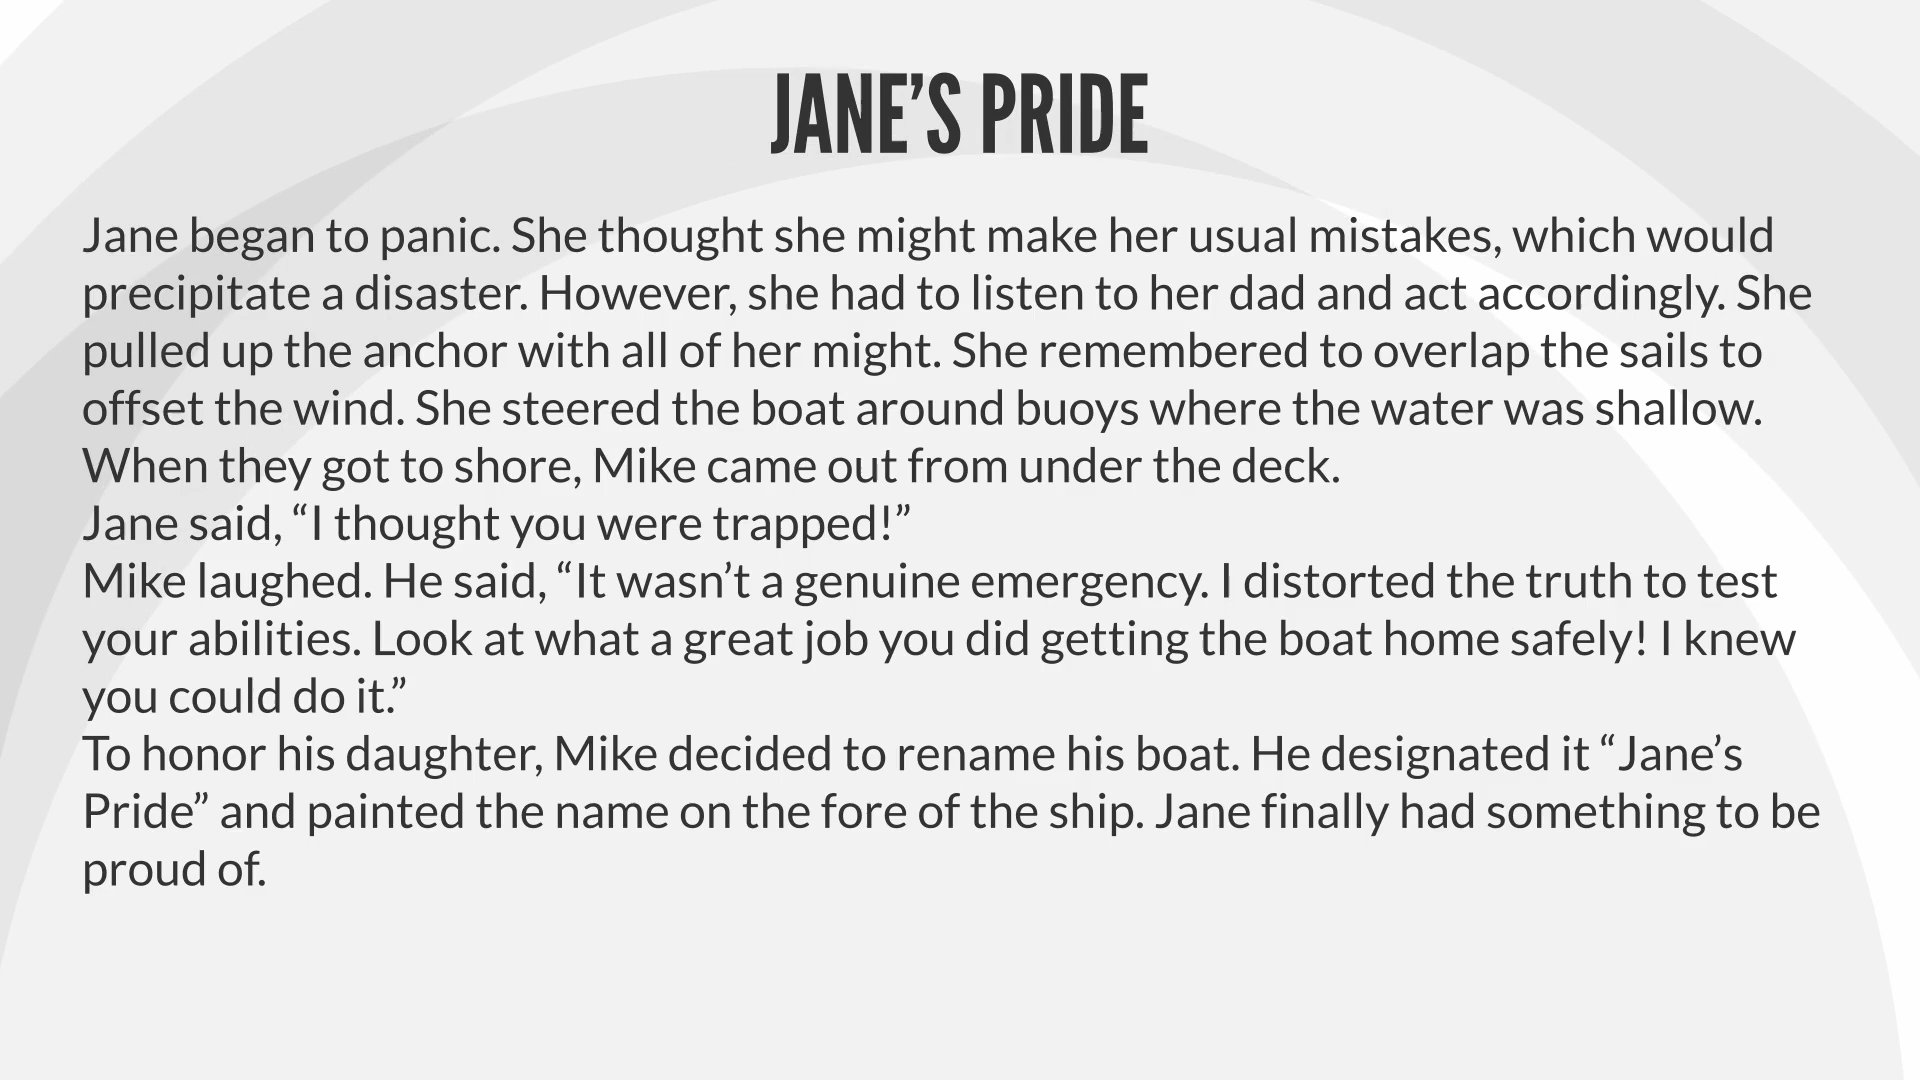 JANE’S PRIDE
Jane began to panic. She thought she might make her usual mistakes, which would
precipitate a disaster. However, she had to listen to her dad and act accordingly. She
pulled up the anchor with all of her might. She remembered to overlap the sails to
offset the wind. She steered the boat around buoys where the water was shallow.
When they got to shore, Mike came out from under the deck.
Jane said, “I thought you were trapped!”
Mike laughed. He said, “It wasn’t a genuine emergency. I distorted the truth to test
your abilities. Look at what a great job you did getting the boat home safely! I knew
you could do it.”
To honor his daughter, Mike decided to rename his boat. He designated it “Jane’s
Pride” and painted the name on the fore of the ship. Jane finally had something to be
proud of.